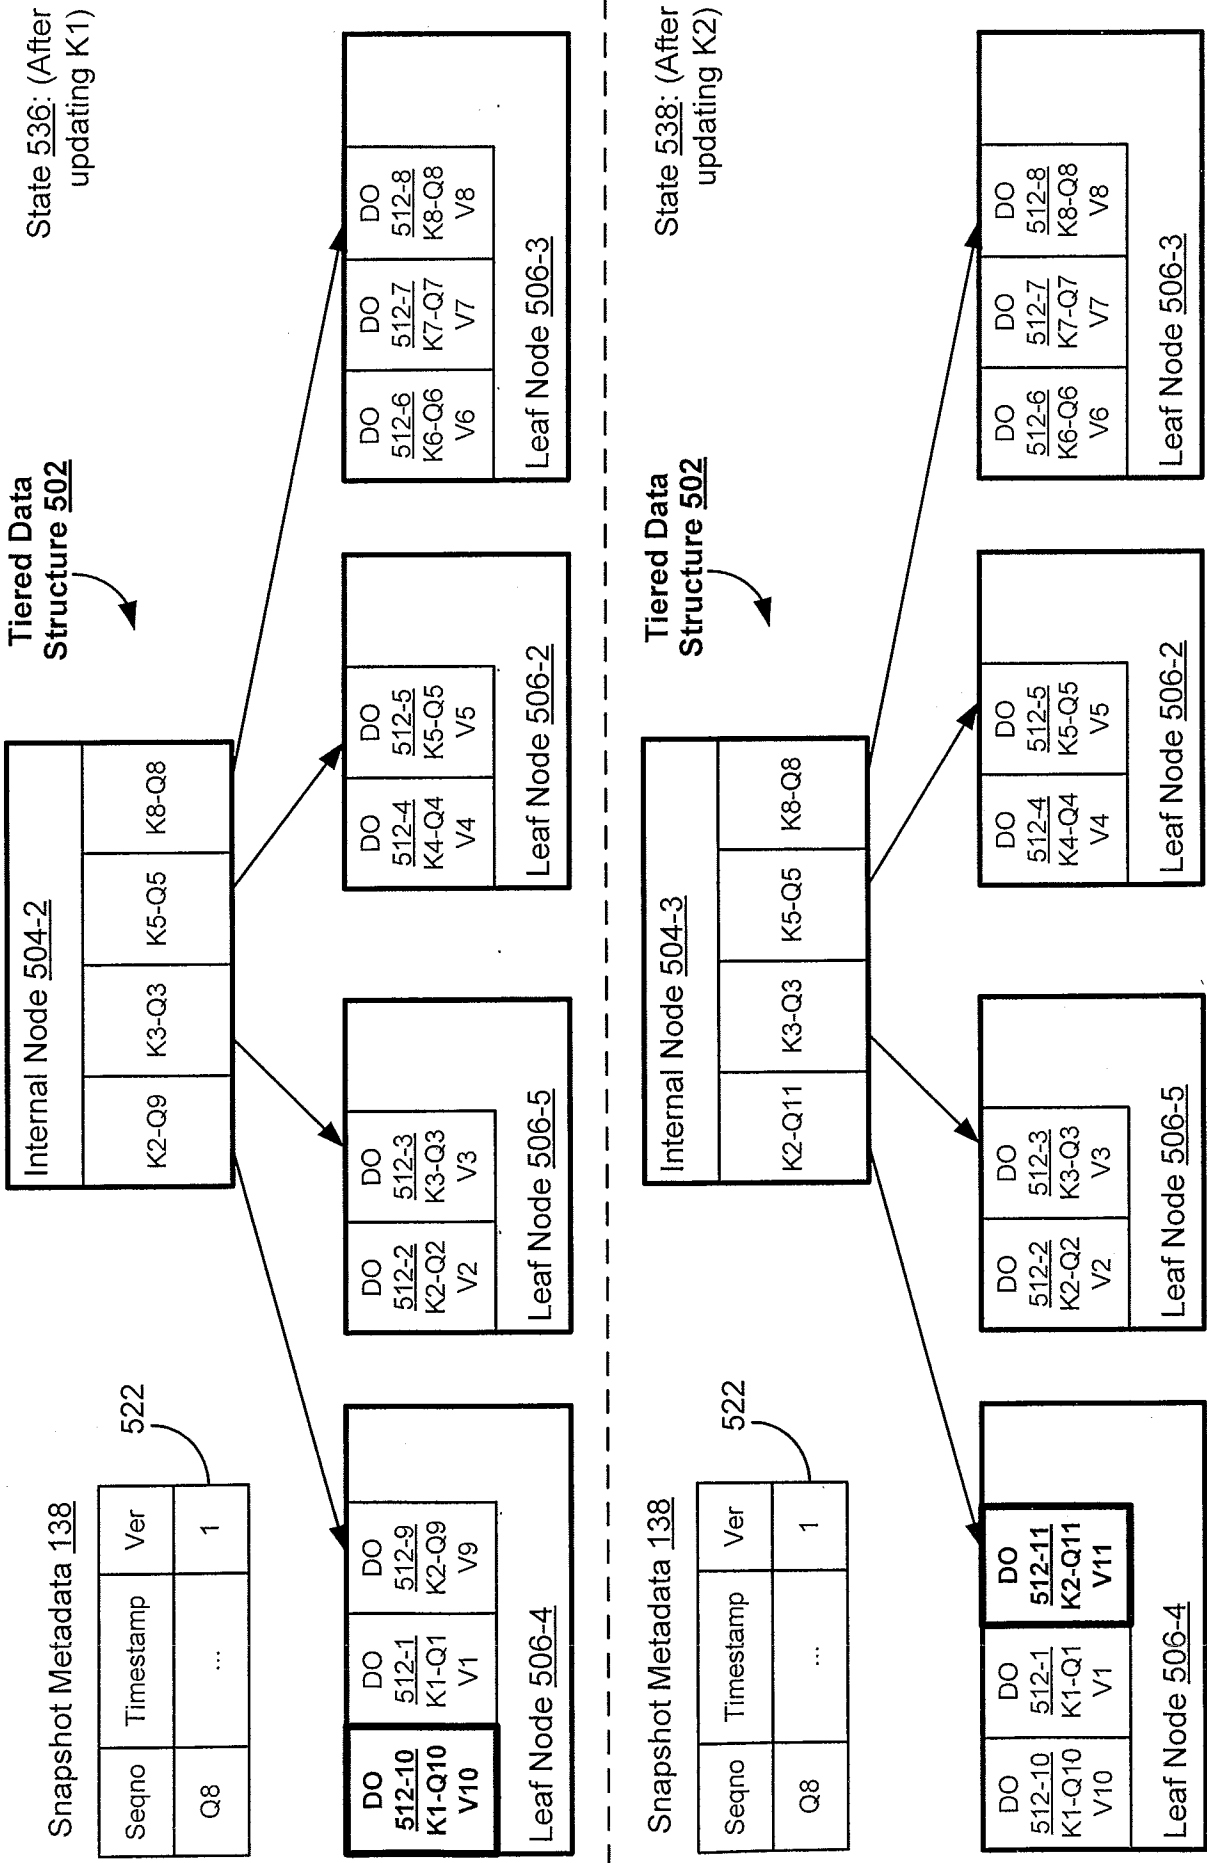 State 536: (After
updating K1)
Tiered Data
Structure 502
Snapshot Metadata 138
Seqno Timestamp Ver
Q8 ... 1
522
Internal Node 504-2
K2-Q9 K3-Q3 K5-Q5 K8-Q8
DO
512-10
K1-Q10
V10
DO
512-1
K1-Q1
V1
DO
512-9
K2-Q9
V9
Leaf Node 506-4
DO
512-2
K2-Q2
V2
DO
512-3
K3-Q3
V3
Leaf Node 506-5
DO
512-4
K4-Q4
V4
DO
512-5
K5-Q5
V5
Leaf Node 506-2
DO
512-6
K6-Q6
V6
DO
512-7
K7-Q7
V7
DO
512-8
K8-Q8
V8
Leaf Node 506-3
State 538: (After
updating K2)
Tiered Data
Structure 502
Snapshot Metadata 138
Seqno Timestamp Ver
Q8 ... 1
522
Internal Node 504-3
K2-Q11 K3-Q3 K5-Q5 K8-Q8
DO
512-10
K1-Q10
V10
DO
512-1
K1-Q1
V1
DO
512-11
K2-Q11
V11
Leaf Node 506-4
DO
512-2
K2-Q2
V2
DO
512-3
K3-Q3
V3
Leaf Node 506-5
DO
512-4
K4-Q4
V4
DO
512-5
K5-Q5
V5
Leaf Node 506-2
DO
512-6
K6-Q6
V6
DO
512-7
K7-Q7
V7
DO
512-8
K8-Q8
V8
Leaf Node 506-3